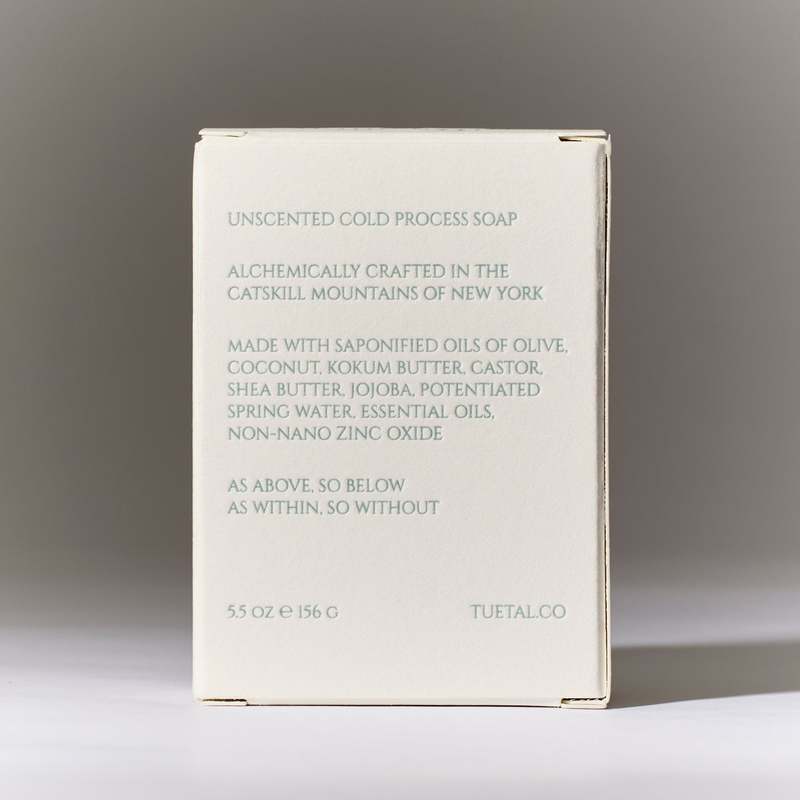 UNSCENTED COLD PROCESS SOAP
ALCHEMICALLY CRAFTED IN THE
CATSKILL MOUNTAINS OF NEW YORK
MADE WITH SAPONIFIED OILS OF OLIVE,
COCONUT, KOKUM BUTTER, CASTOR,
SHEA BUTTER, JOJOBA, POTENTIATED
SPRING WATER, ESSENTIAL OILS,
NON-NANO ZINC OXIDE
AS ABOVE, SO BELOW
AS WITHIN, SO WITHOUT
5.5 OZ ℮ 156 G
TUETAL.CO